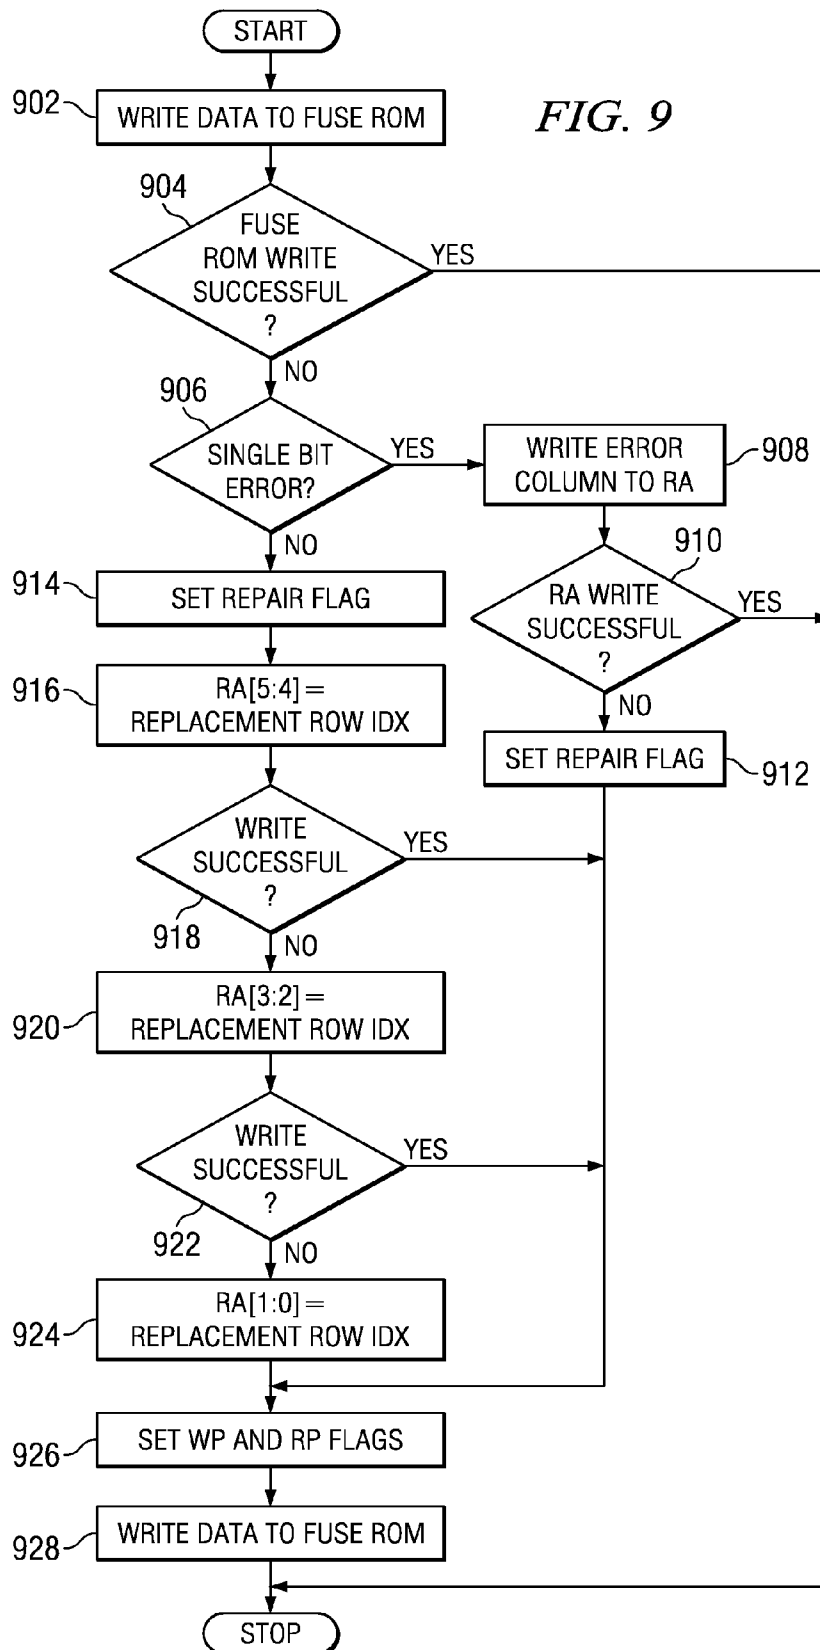 START
902
WRITE DATA TO FUSE ROM
FIG. 9
904
FUSE
ROM WRITE
SUCCESSFUL
?
YES
NO
906
SINGLE BIT
ERROR?
YES
WRITE ERROR
COLUMN TO RA
908
NO
910
RA WRITE
SUCCESSFUL
?
YES
NO
SET REPAIR FLAG
912
914
SET REPAIR FLAG
916
RA[5:4] =
REPLACEMENT ROW IDX
WRITE
SUCCESSFUL
?
YES
918
NO
920
RA[3:2] =
REPLACEMENT ROW IDX
WRITE
SUCCESSFUL
?
YES
922
NO
924
RA[1:0] =
REPLACEMENT ROW IDX
926
SET WP AND RP FLAGS
928
WRITE DATA TO FUSE ROM
STOP